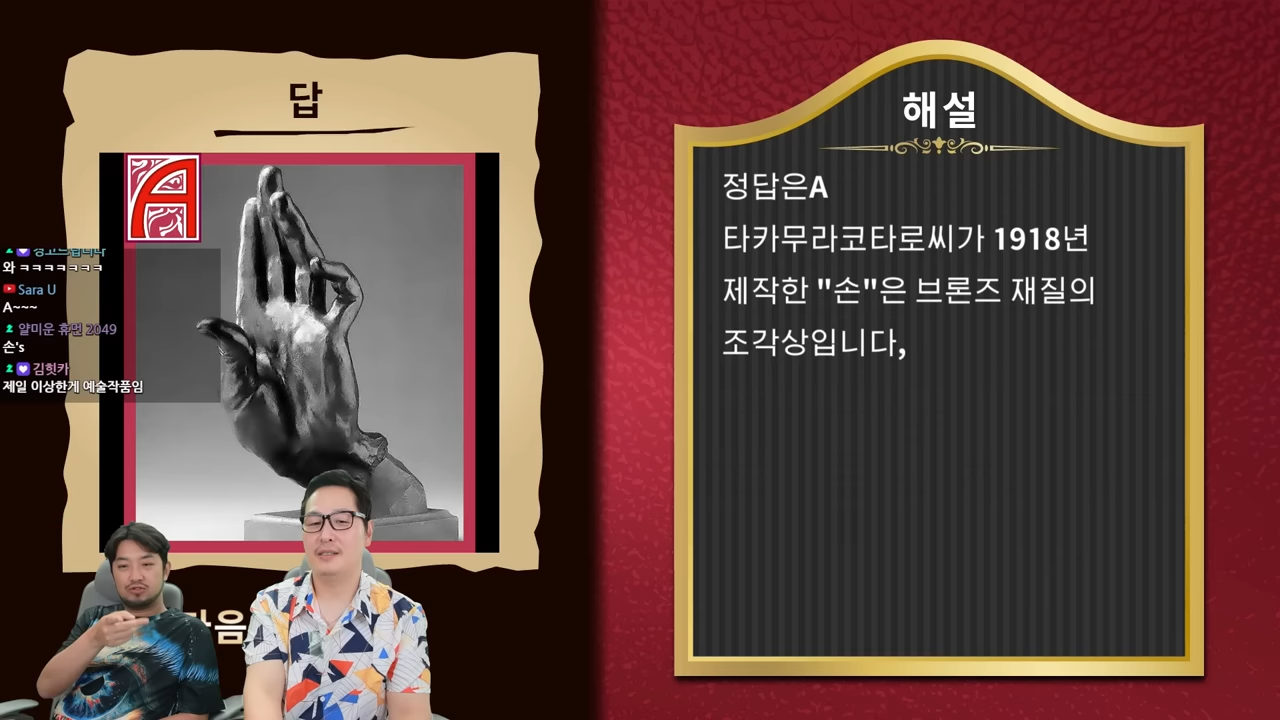 답
A
와 ㅋㅋㅋㅋㅋㅋㅋ
Sara U
A~~~
얄미운 휴먼 2049
손's
김힛카
제일 이상한게 예술작품임
해설
정답은A
타카무라코타로씨가 1918년
제작한 "손"은 브론즈 재질의
조각상입니다,